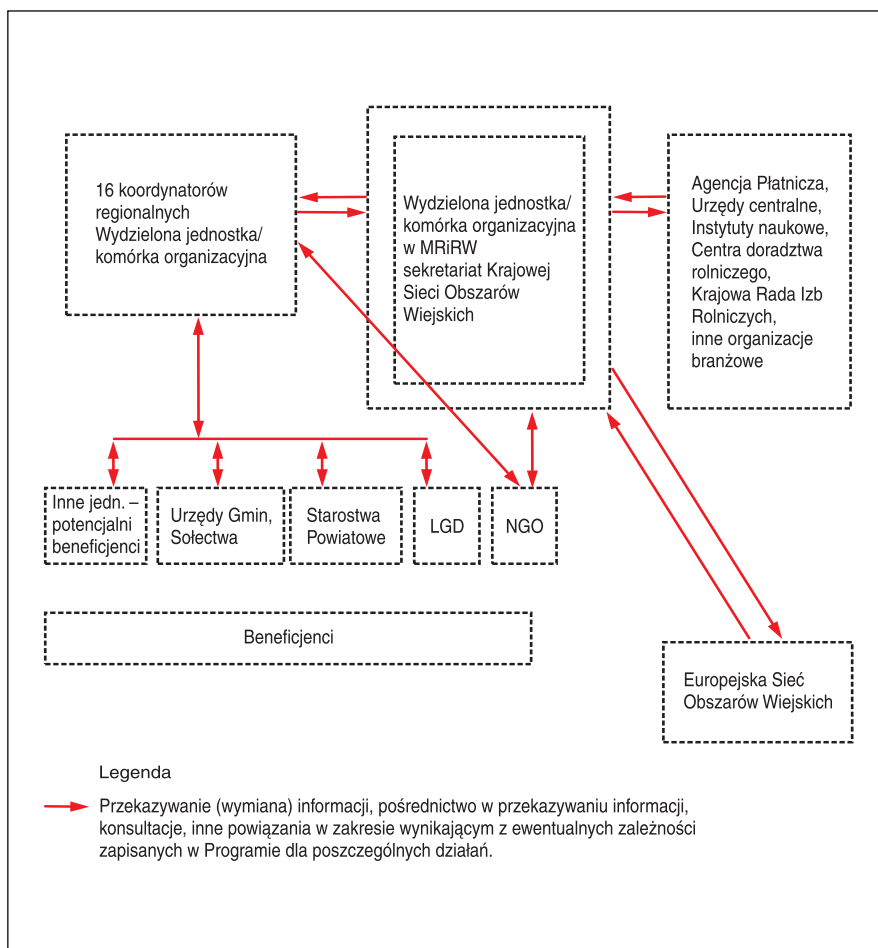 16 koordynatorów
regionalnych
Wydzielona jednostka/
komórka organizacyjna
Wydzielona jednostka/
komórka organizacyjna
w MRiRW
sekretariat Krajowej
Sieci Obszarów
Wiejskich
Agencja Płatnicza,
Urzędy centralne,
Instytuty naukowe,
Centra doradztwa
rolniczego,
Krajowa Rada Izb
Rolniczych,
inne organizacje
branżowe
Inne jedn. –
potencjalni
beneficjenci
Urzędy Gmin,
Sołectwa
Starostwa
Powiatowe
LGD
NGO
Beneficjenci
Europejska Sieć
Obszarów Wiejskich
Legenda
Przekazywanie (wymiana) informacji, pośrednictwo w przekazywaniu informacji,
konsultacje, inne powiązania w zakresie wynikającym z ewentualnych zależności
zapisanych w Programie dla poszczególnych działań.